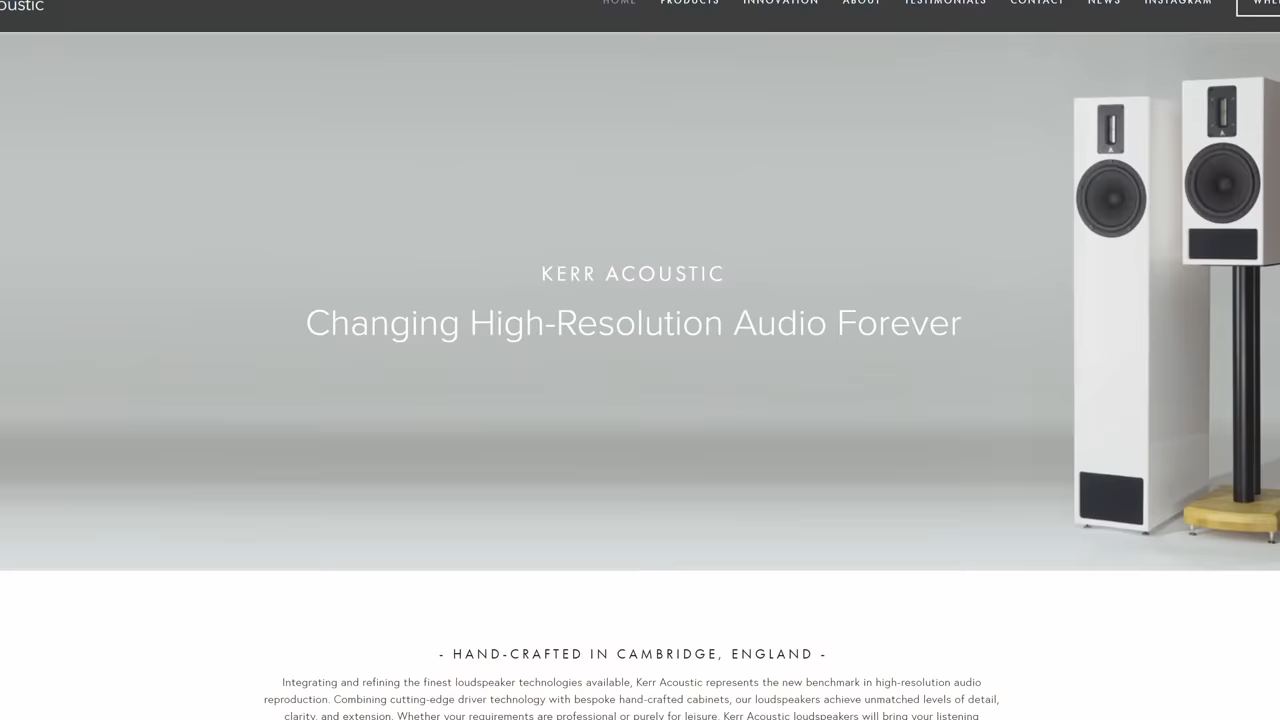 HOME PRODUCTS INNOVATION ABOUT TESTIMONIALS CONTACT NEWS INSTAGRAM
KERR ACOUSTIC
Changing High-Resolution Audio Forever
- HAND-CRAFTED IN CAMBRIDGE, ENGLAND -
Integrating and refining the finest loudspeaker technologies available, Kerr Acoustic represents the new benchmark in high-resolution audio
reproduction. Combining cutting-edge driver technology with bespoke hand-crafted cabinets, our loudspeakers achieve unmatched levels of detail,
clarity, and extension. Whether your requirements are professional or purely for leisure, Kerr Acoustic loudspeakers will bring your listening